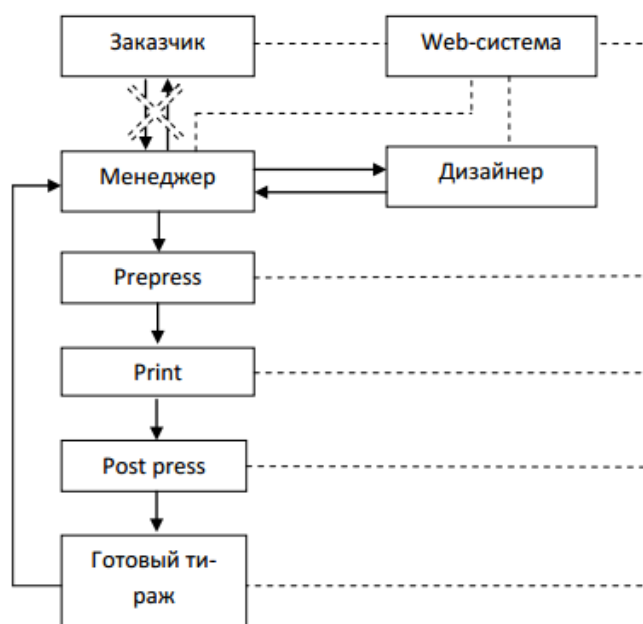 Заказчик
Web-система
Менеджер
Дизайнер
Prepress
Print
Post press
Готовый ти-
раж